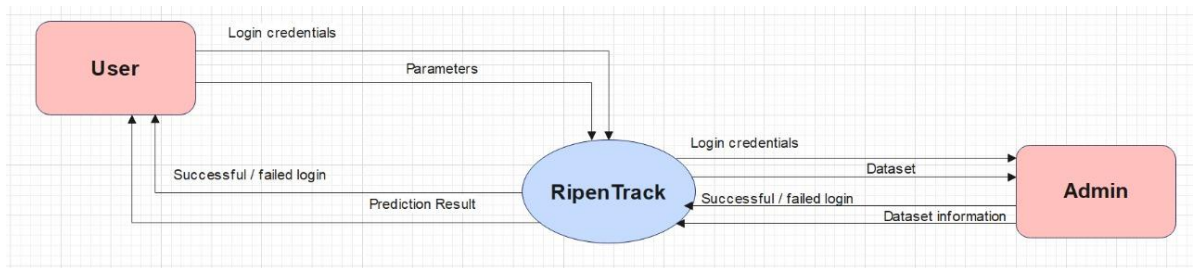 Login credentials
User
Parameters
Login credentials
Dataset
Successful / failed login
RipenTrack
Admin
Successful / failed login
Prediction Result
Dataset information